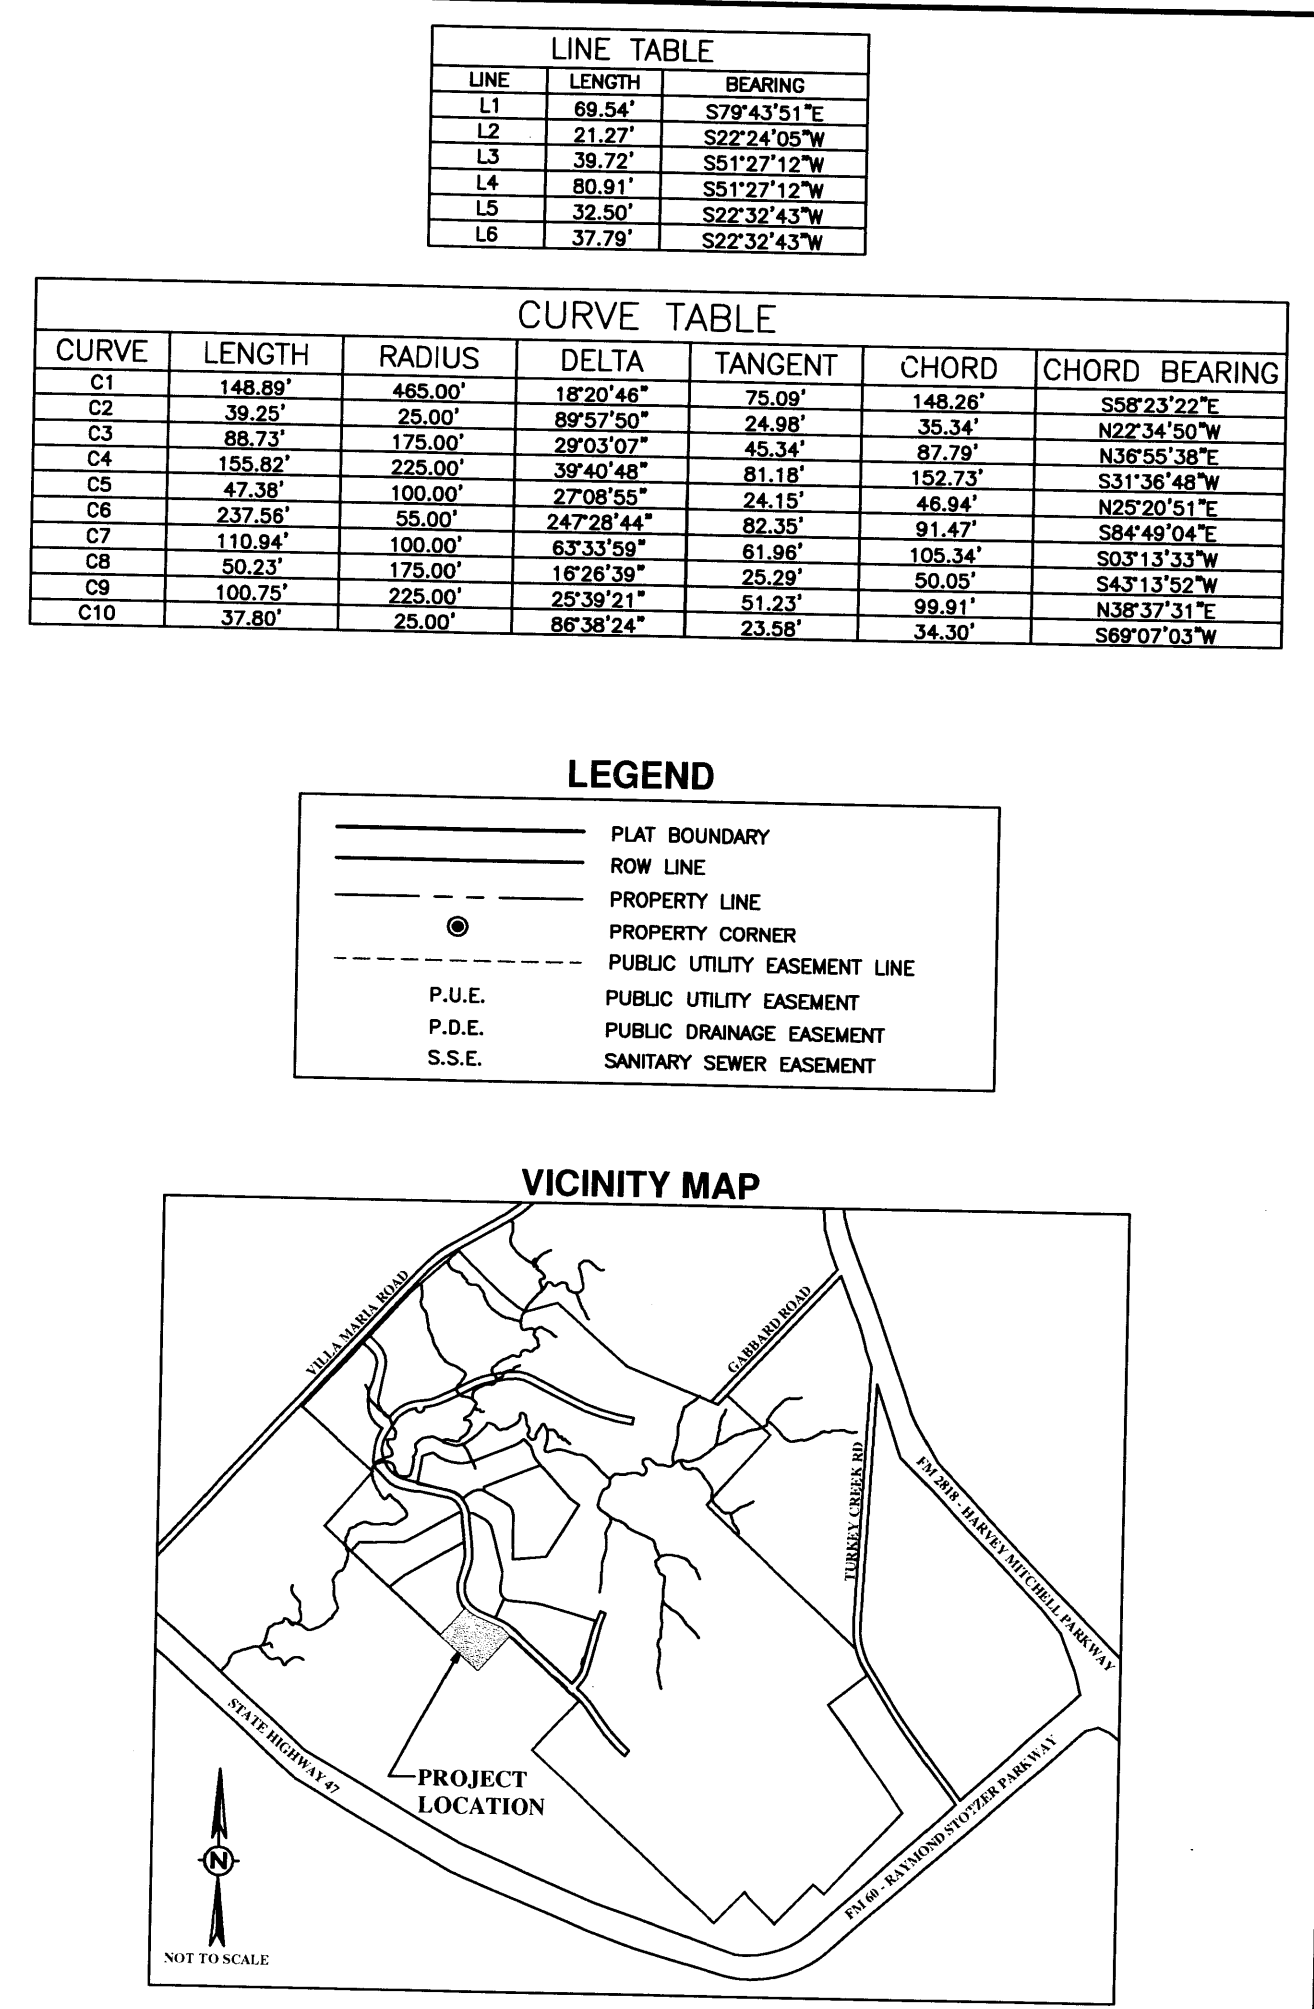 LINE TABLE
LINE LENGTH BEARING
L1 69.54' S79°43'51"E
L2 21.27' S22°24'05"W
L3 39.72' S51°27'12"W
L4 80.91' S51°27'12"W
L5 32.50' S22°32'43"W
L6 37.79' S22°32'43"W
CURVE TABLE
CURVE LENGTH RADIUS DELTA TANGENT CHORD CHORD BEARING
C1 148.89' 465.00' 18°20'46" 75.09' 148.26' S58°23'22"E
C2 39.25' 25.00' 89°57'50" 24.98' 35.34' N22°34'50"W
C3 88.73' 175.00' 29°03'07" 45.34' 87.79' N36°55'38"E
C4 155.82' 225.00' 39°40'48" 81.18' 152.73' S31°36'48"W
C5 47.38' 100.00' 27°08'55" 24.15' 46.94' N25°20'51"E
C6 237.56' 55.00' 247°28'44" 82.35' 91.47' S84°49'04"E
C7 110.94' 100.00' 63°33'59" 61.96' 105.34' S03°13'33"W
C8 50.23' 175.00' 16°26'39" 25.29' 50.05' S43°13'52"W
C9 100.75' 225.00' 25°39'21" 51.23' 99.91' N38°37'31"E
C10 37.80' 25.00' 86°38'24" 23.58' 34.30' S69°07'03"W
LEGEND
PLAT BOUNDARY
ROW LINE
PROPERTY LINE
PROPERTY CORNER
PUBLIC UTILITY EASEMENT LINE
P.U.E. PUBLIC UTILITY EASEMENT
P.D.E. PUBLIC DRAINAGE EASEMENT
S.S.E. SANITARY SEWER EASEMENT
VICINITY MAP
VILLA MARIA ROAD
GABBARD ROAD
TURKEY CREEK RD
FM 2818 - HARVEY MITCHELL PARKWAY
STATE HIGHWAY 47
PROJECT
LOCATION
FM 60 - RAYMOND STOTZER PARKWAY
N
NOT TO SCALE